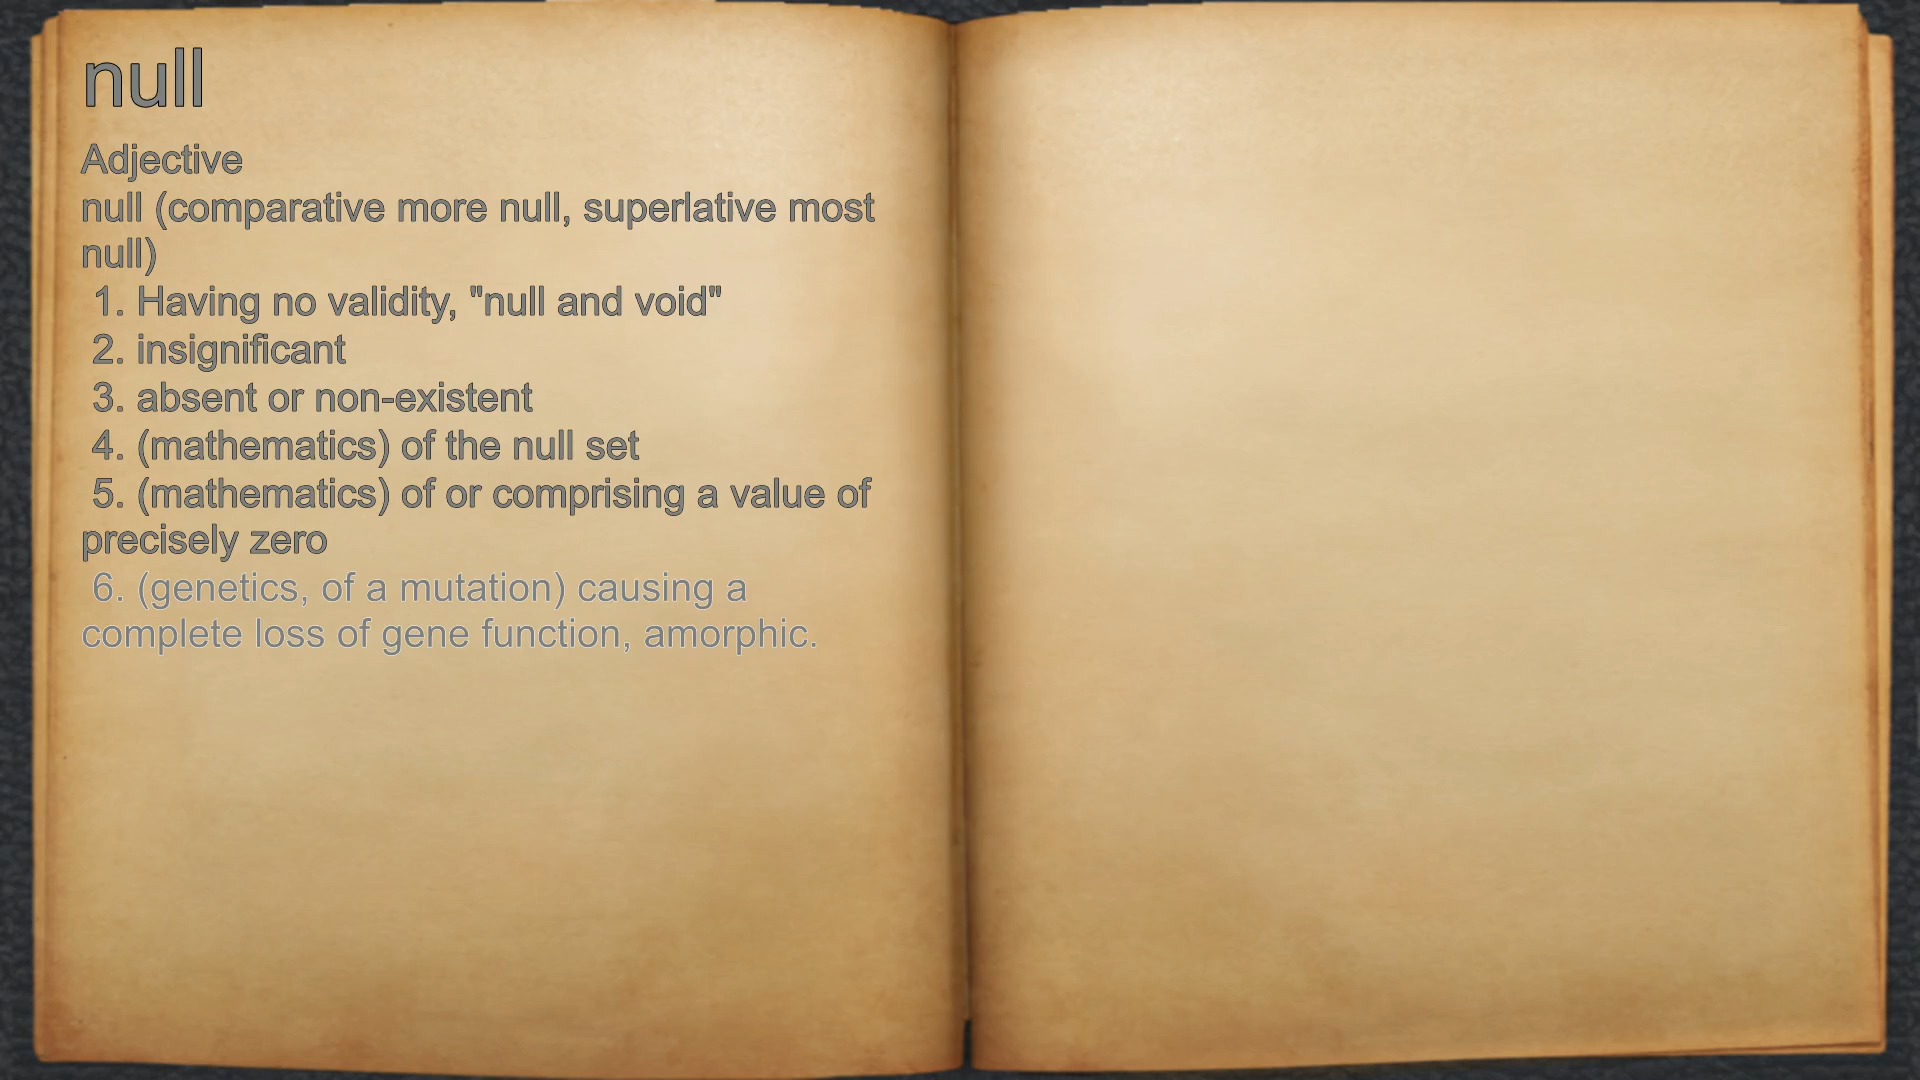 null
Adjective
null (comparative more null, superlative most
null)
1. Having no validity, "null and void"
2. insignificant
3. absent or non-existent
4. (mathematics) of the null set
5. (mathematics) of or comprising a value of
precisely zero
6. (genetics, of a mutation) causing a
complete loss of gene function, amorphic.